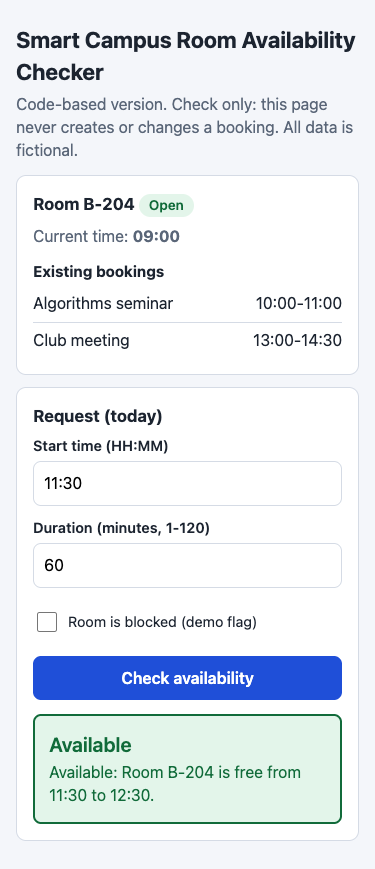 Smart Campus Room Availability
Checker
Code-based version. Check only: this page
never creates or changes a booking. All data is
fictional.
Room B-204 Open
Current time: 09:00
Existing bookings
Algorithms seminar 10:00-11:00
Club meeting 13:00-14:30
Request (today)
Start time (HH:MM)
11:30
Duration (minutes, 1-120)
60
Room is blocked (demo flag)
Check availability
Available
Available: Room B-204 is free from
11:30 to 12:30.